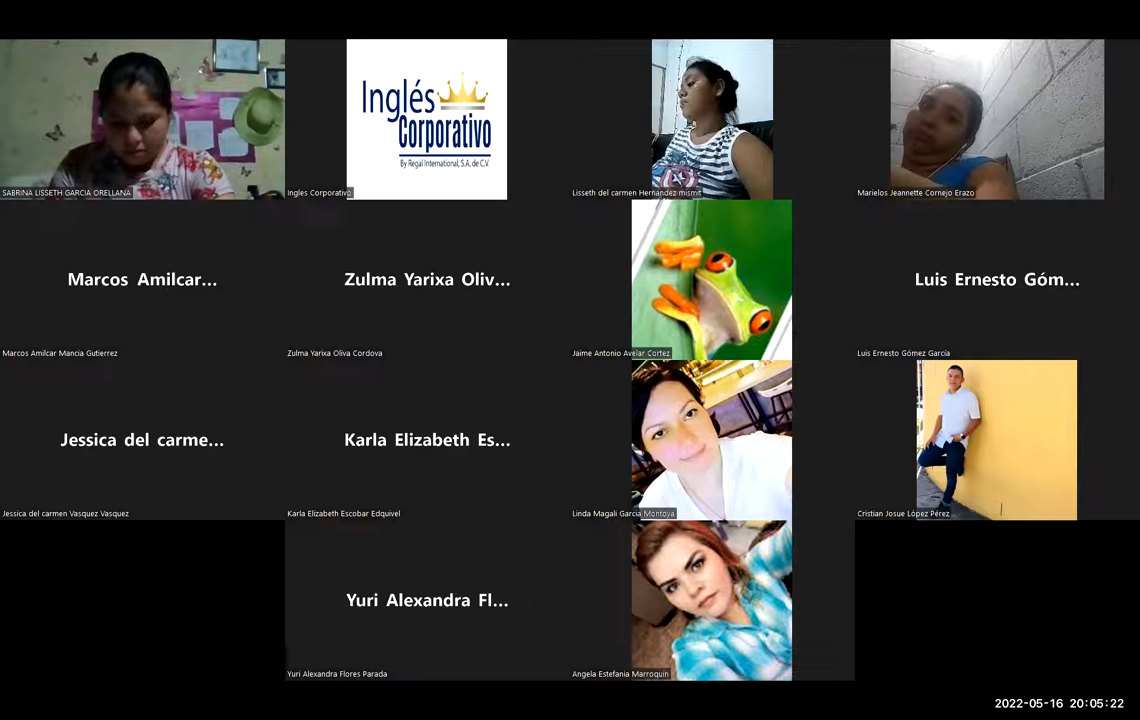 Inglés
Corporativo
By Regal International, S.A. de C.V.
SABRINA LISSETH GARCIA ORELLANA
Ingles Corporativo
Lisseth del carmen Hernandez mismit
Marielos Jeannette Cornejo Erazo
Marcos Amilcar...
Zulma Yarixa Oliv...
Luis Ernesto Góm...
Marcos Amilcar Mancia Gutierrez
Zulma Yarixa Oliva Cordova
Jaime Antonio Avelar Cortez
Luis Ernesto Gómez García
Jessica del carme...
Karla Elizabeth Es...
Jessica del carmen Vasquez Vasquez
Karla Elizabeth Escobar Edquivel
Linda Magali Garcia Montoya
Cristian Josue López Pérez
Yuri Alexandra Fl...
Yuri Alexandra Flores Parada
Angela Estefania Marroquin
2022-05-16 20:05:22